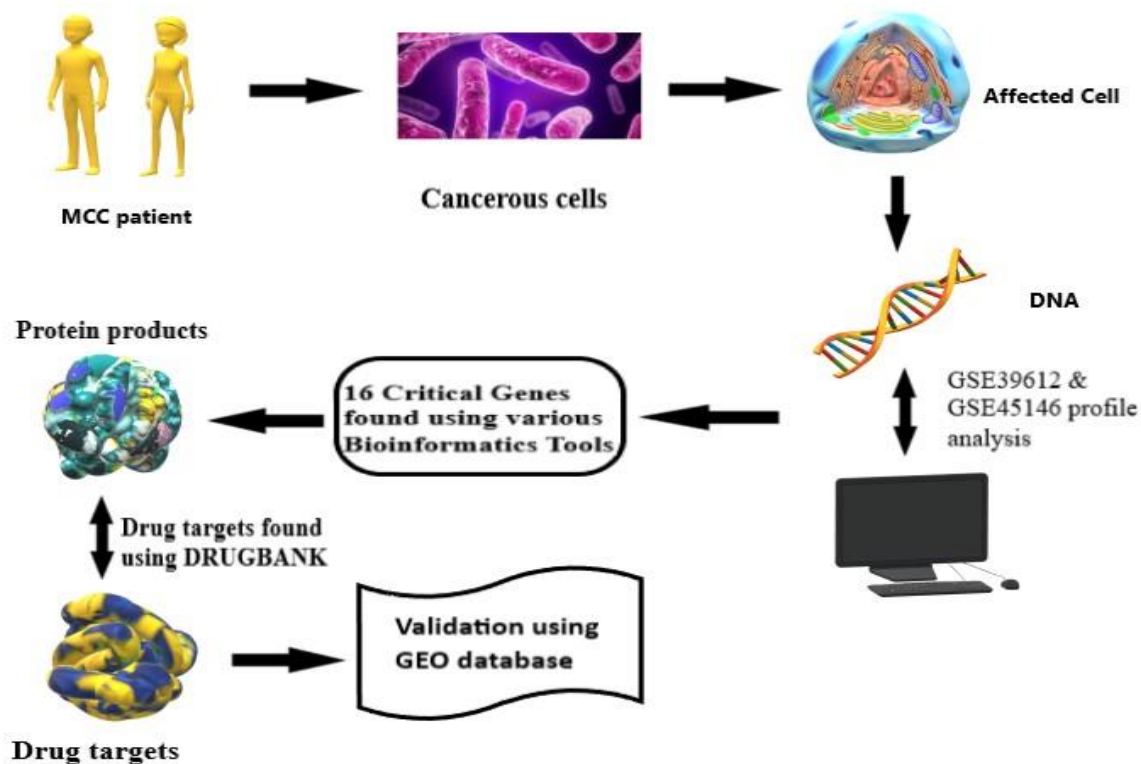 MCC patient
Cancerous cells
Affected Cell
DNA
GSE39612 &
GSE45146 profile
analysis
16 Critical Genes
found using various
Bioinformatics Tools
Protein products
Drug targets found
using DRUGBANK
Drug targets
Validation using
GEO database